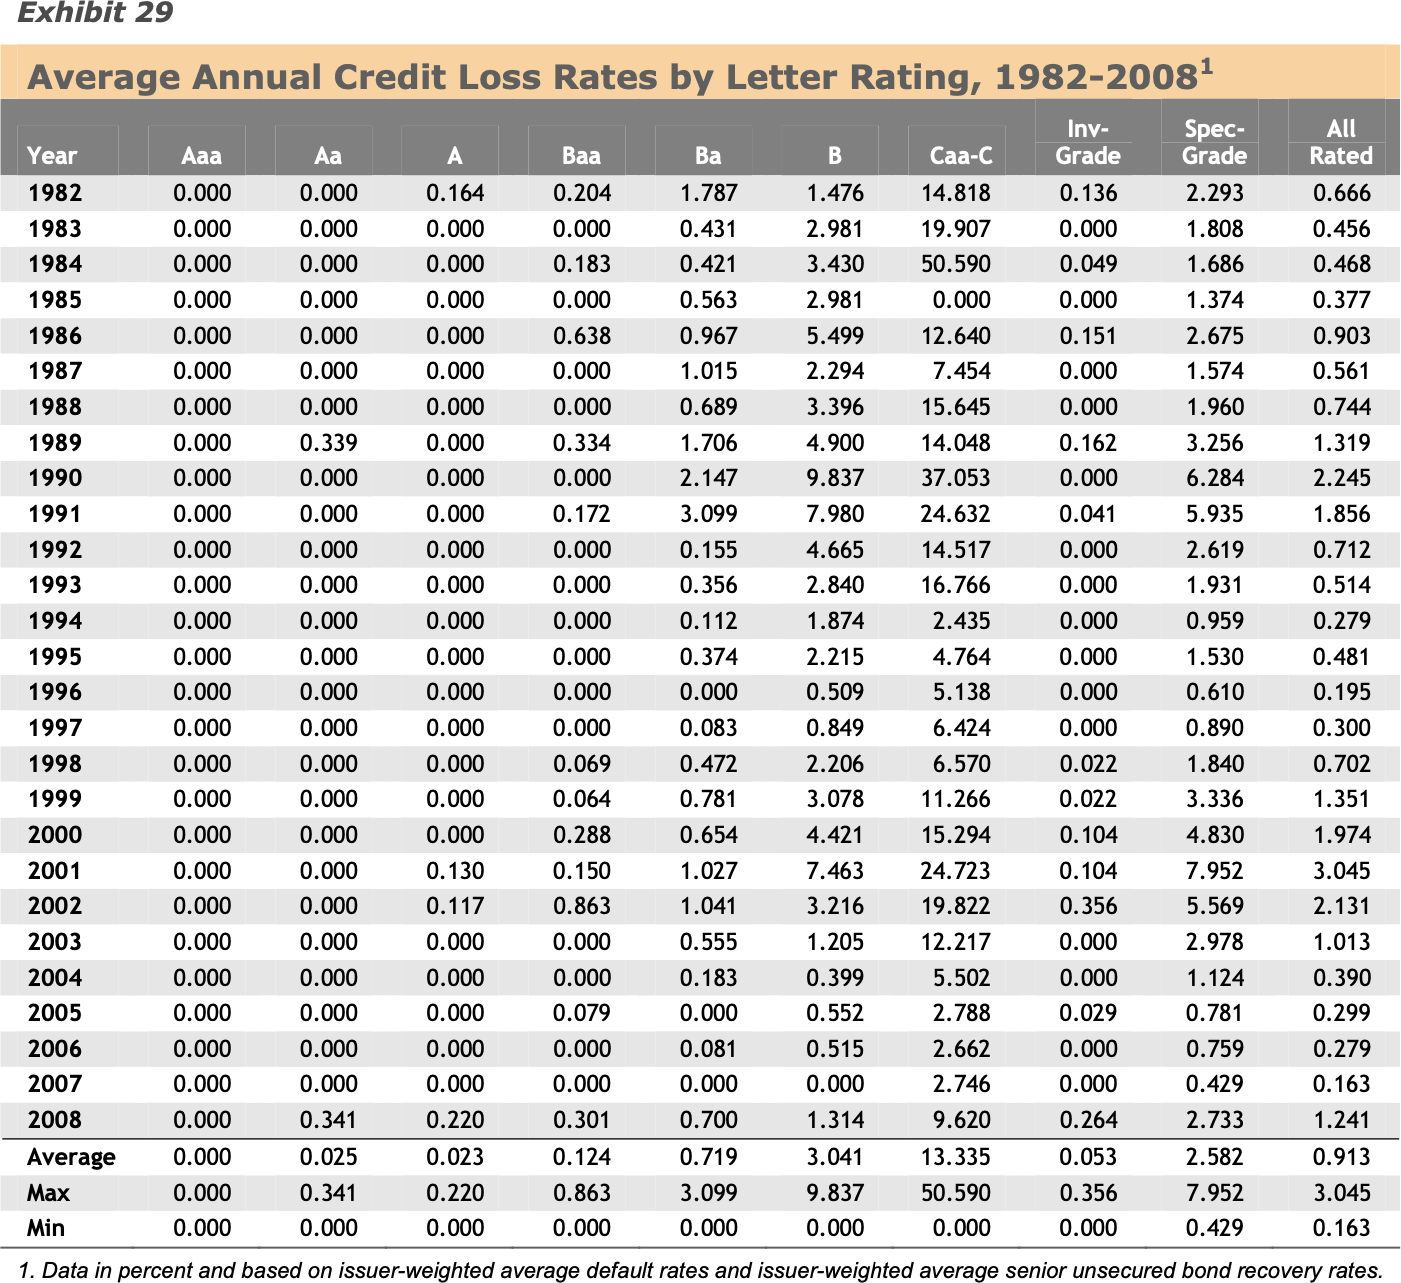 Exhibit 29
Average Annual Credit Loss Rates by Letter Rating, 1982-2008¹
Year Aaa Aa A Baa Ba B Caa-C Inv-Grade Spec-Grade All Rated
1982 0.000 0.000 0.164 0.204 1.787 1.476 14.818 0.136 2.293 0.666
1983 0.000 0.000 0.000 0.000 0.431 2.981 19.907 0.000 1.808 0.456
1984 0.000 0.000 0.000 0.183 0.421 3.430 50.590 0.049 1.686 0.468
1985 0.000 0.000 0.000 0.000 0.563 2.981 0.000 0.000 1.374 0.377
1986 0.000 0.000 0.000 0.638 0.967 5.499 12.640 0.151 2.675 0.903
1987 0.000 0.000 0.000 0.000 1.015 2.294 7.454 0.000 1.574 0.561
1988 0.000 0.000 0.000 0.000 0.689 3.396 15.645 0.000 1.960 0.744
1989 0.000 0.339 0.000 0.334 1.706 4.900 14.048 0.162 3.256 1.319
1990 0.000 0.000 0.000 0.000 2.147 9.837 37.053 0.000 6.284 2.245
1991 0.000 0.000 0.000 0.172 3.099 7.980 24.632 0.041 5.935 1.856
1992 0.000 0.000 0.000 0.000 0.155 4.665 14.517 0.000 2.619 0.712
1993 0.000 0.000 0.000 0.000 0.356 2.840 16.766 0.000 1.931 0.514
1994 0.000 0.000 0.000 0.000 0.112 1.874 2.435 0.000 0.959 0.279
1995 0.000 0.000 0.000 0.000 0.374 2.215 4.764 0.000 1.530 0.481
1996 0.000 0.000 0.000 0.000 0.000 0.509 5.138 0.000 0.610 0.195
1997 0.000 0.000 0.000 0.000 0.083 0.849 6.424 0.000 0.890 0.300
1998 0.000 0.000 0.000 0.069 0.472 2.206 6.570 0.022 1.840 0.702
1999 0.000 0.000 0.000 0.064 0.781 3.078 11.266 0.022 3.336 1.351
2000 0.000 0.000 0.000 0.288 0.654 4.421 15.294 0.104 4.830 1.974
2001 0.000 0.000 0.130 0.150 1.027 7.463 24.723 0.104 7.952 3.045
2002 0.000 0.000 0.117 0.863 1.041 3.216 19.822 0.356 5.569 2.131
2003 0.000 0.000 0.000 0.000 0.555 1.205 12.217 0.000 2.978 1.013
2004 0.000 0.000 0.000 0.000 0.183 0.399 5.502 0.000 1.124 0.390
2005 0.000 0.000 0.000 0.079 0.000 0.552 2.788 0.029 0.781 0.299
2006 0.000 0.000 0.000 0.000 0.081 0.515 2.662 0.000 0.759 0.279
2007 0.000 0.000 0.000 0.000 0.000 0.000 2.746 0.000 0.429 0.163
2008 0.000 0.341 0.220 0.301 0.700 1.314 9.620 0.264 2.733 1.241
Average 0.000 0.025 0.023 0.124 0.719 3.041 13.335 0.053 2.582 0.913
Max 0.000 0.341 0.220 0.863 3.099 9.837 50.590 0.356 7.952 3.045
Min 0.000 0.000 0.000 0.000 0.000 0.000 0.000 0.000 0.429 0.163
1. Data in percent and based on issuer-weighted average default rates and issuer-weighted average senior unsecured bond recovery rates.